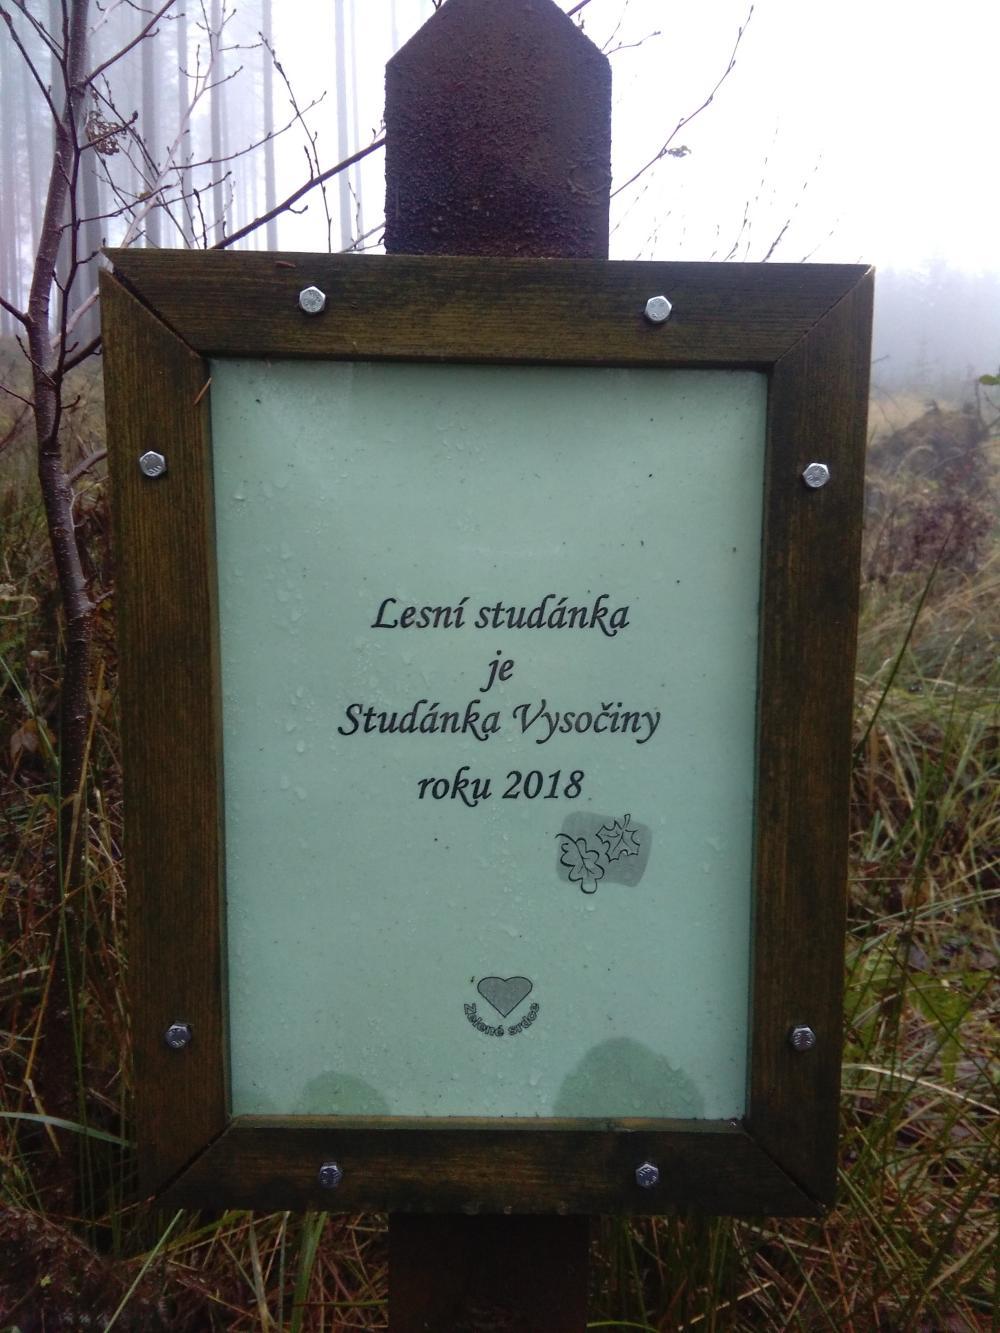 Lesní studánka
je
Studánka Vysočiny
roku 2018
Zelené srdce